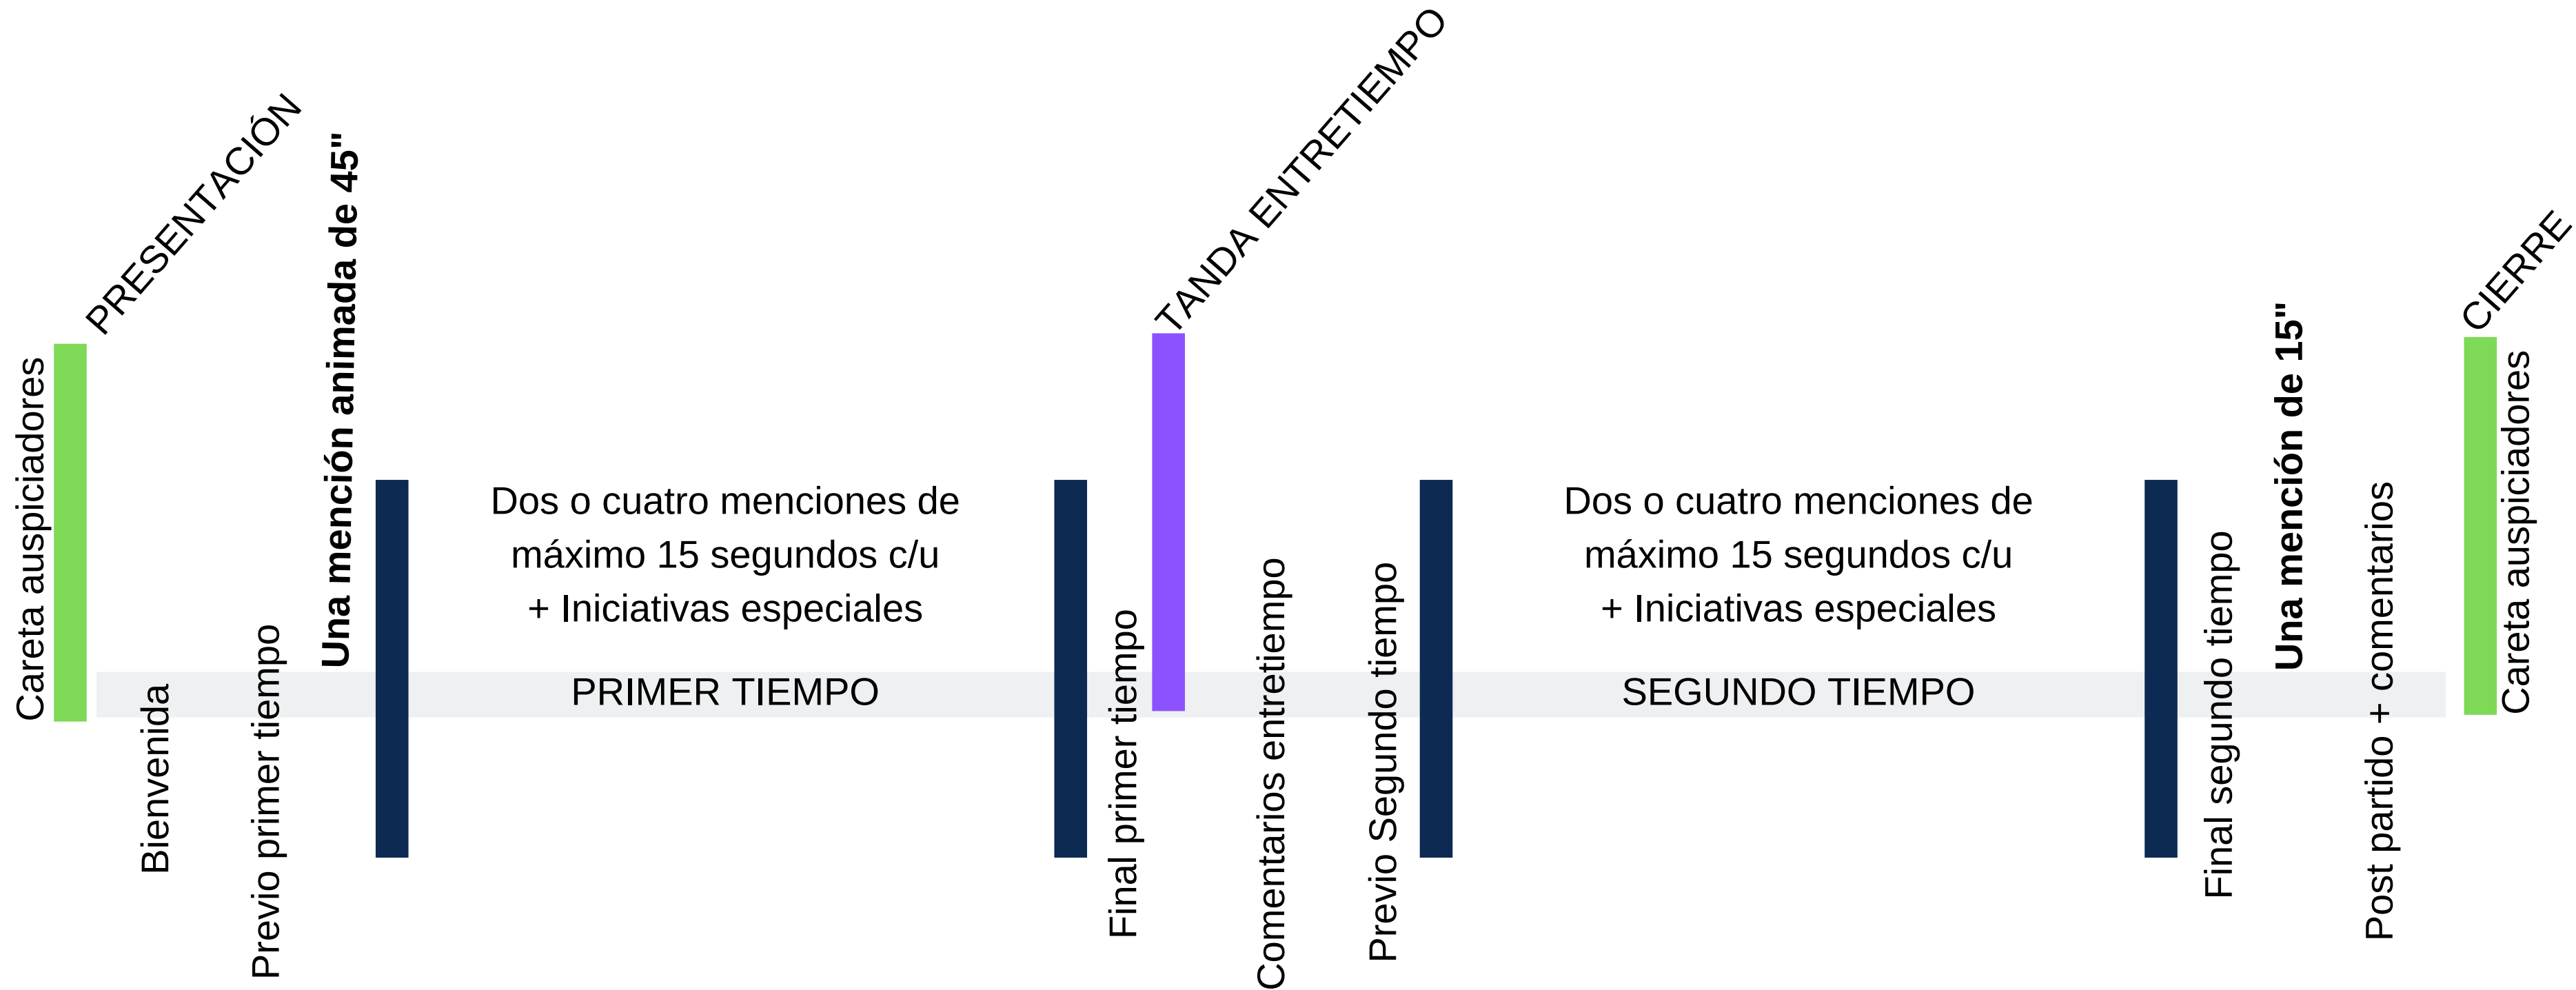 Careta auspiciadores
PRESENTACIÓN
Bienvenida
Previo primer tiempo
Una mención animada de 45"
Dos o cuatro menciones de
máximo 15 segundos c/u
+ Iniciativas especiales
PRIMER TIEMPO
Final primer tiempo
TANDA ENTRETIEMPO
Comentarios entretiempo
Previo Segundo tiempo
Dos o cuatro menciones de
máximo 15 segundos c/u
+ Iniciativas especiales
SEGUNDO TIEMPO
Final segundo tiempo
Una mención de 15"
Post partido + comentarios
CIERRE
Careta auspiciadores